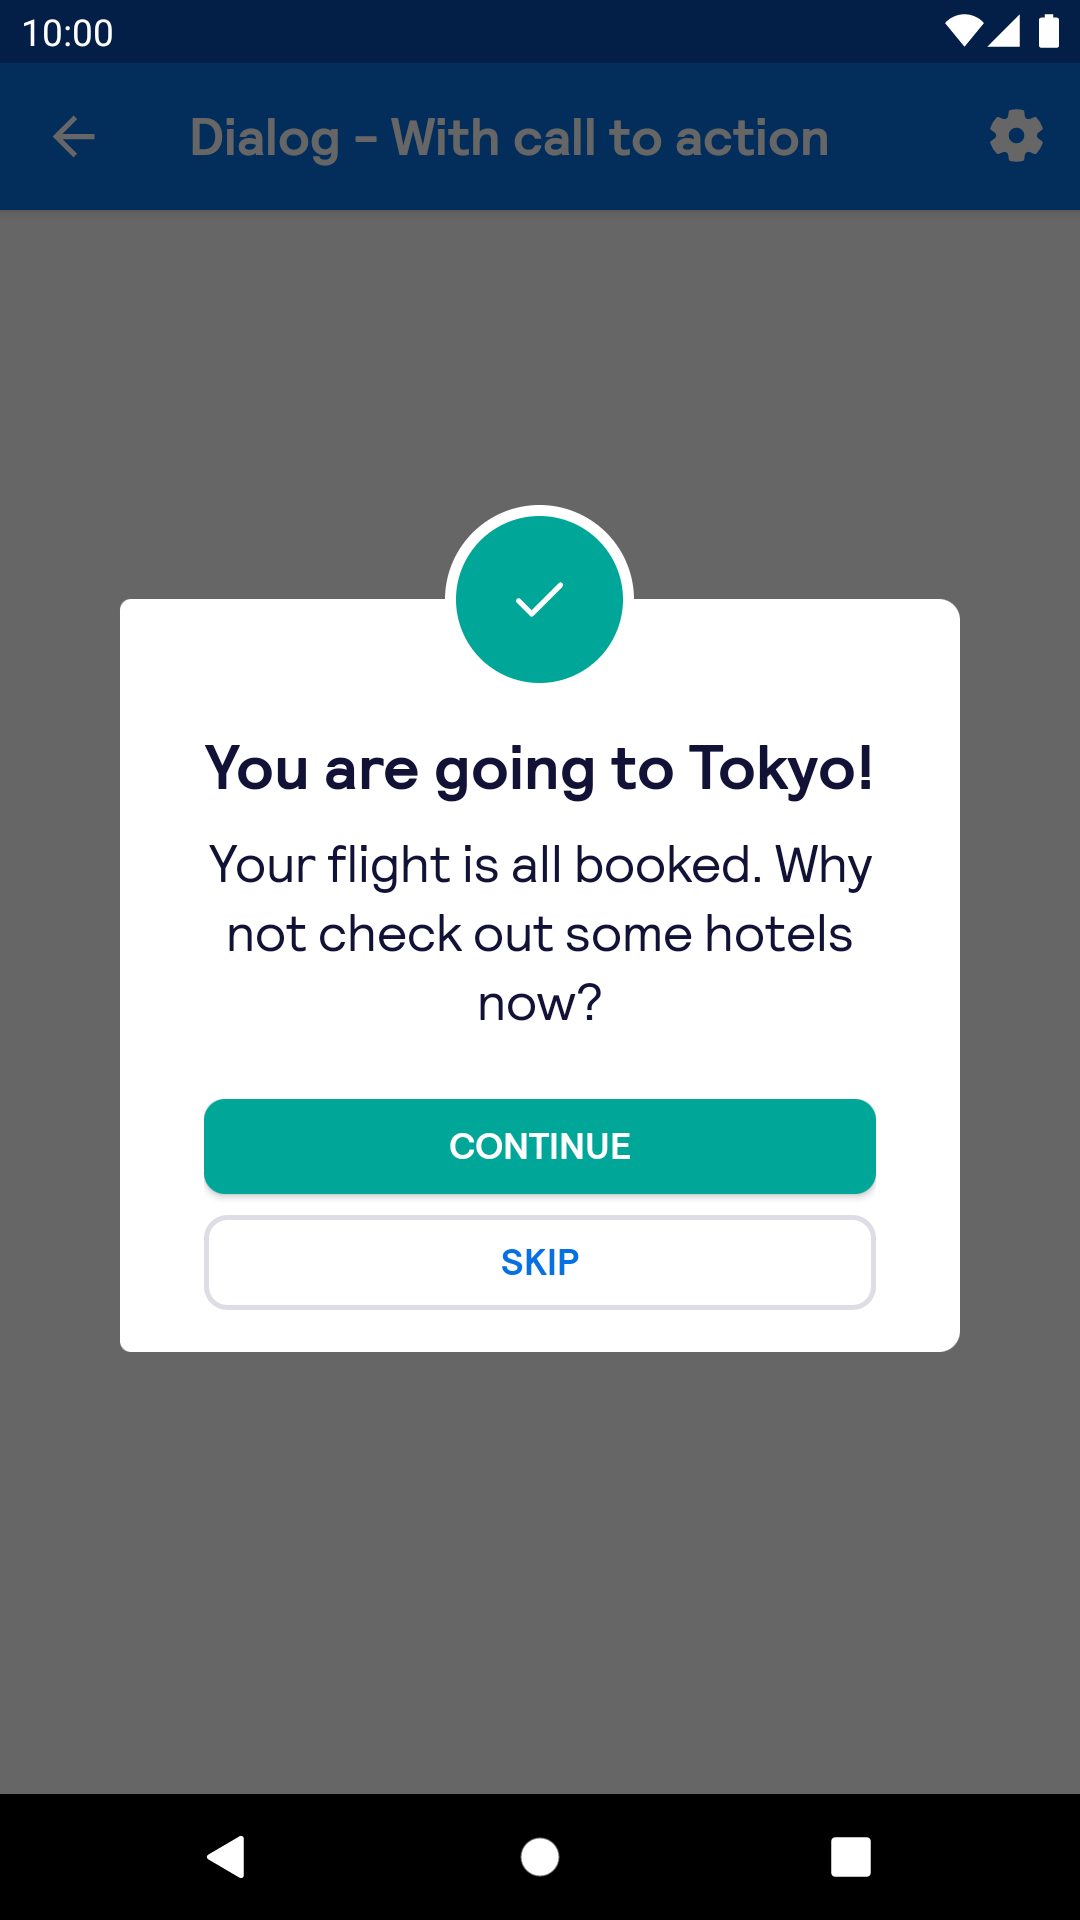 10:00
Dialog - With call to action
You are going to Tokyo!
Your flight is all booked. Why
not check out some hotels
now?
CONTINUE
SKIP